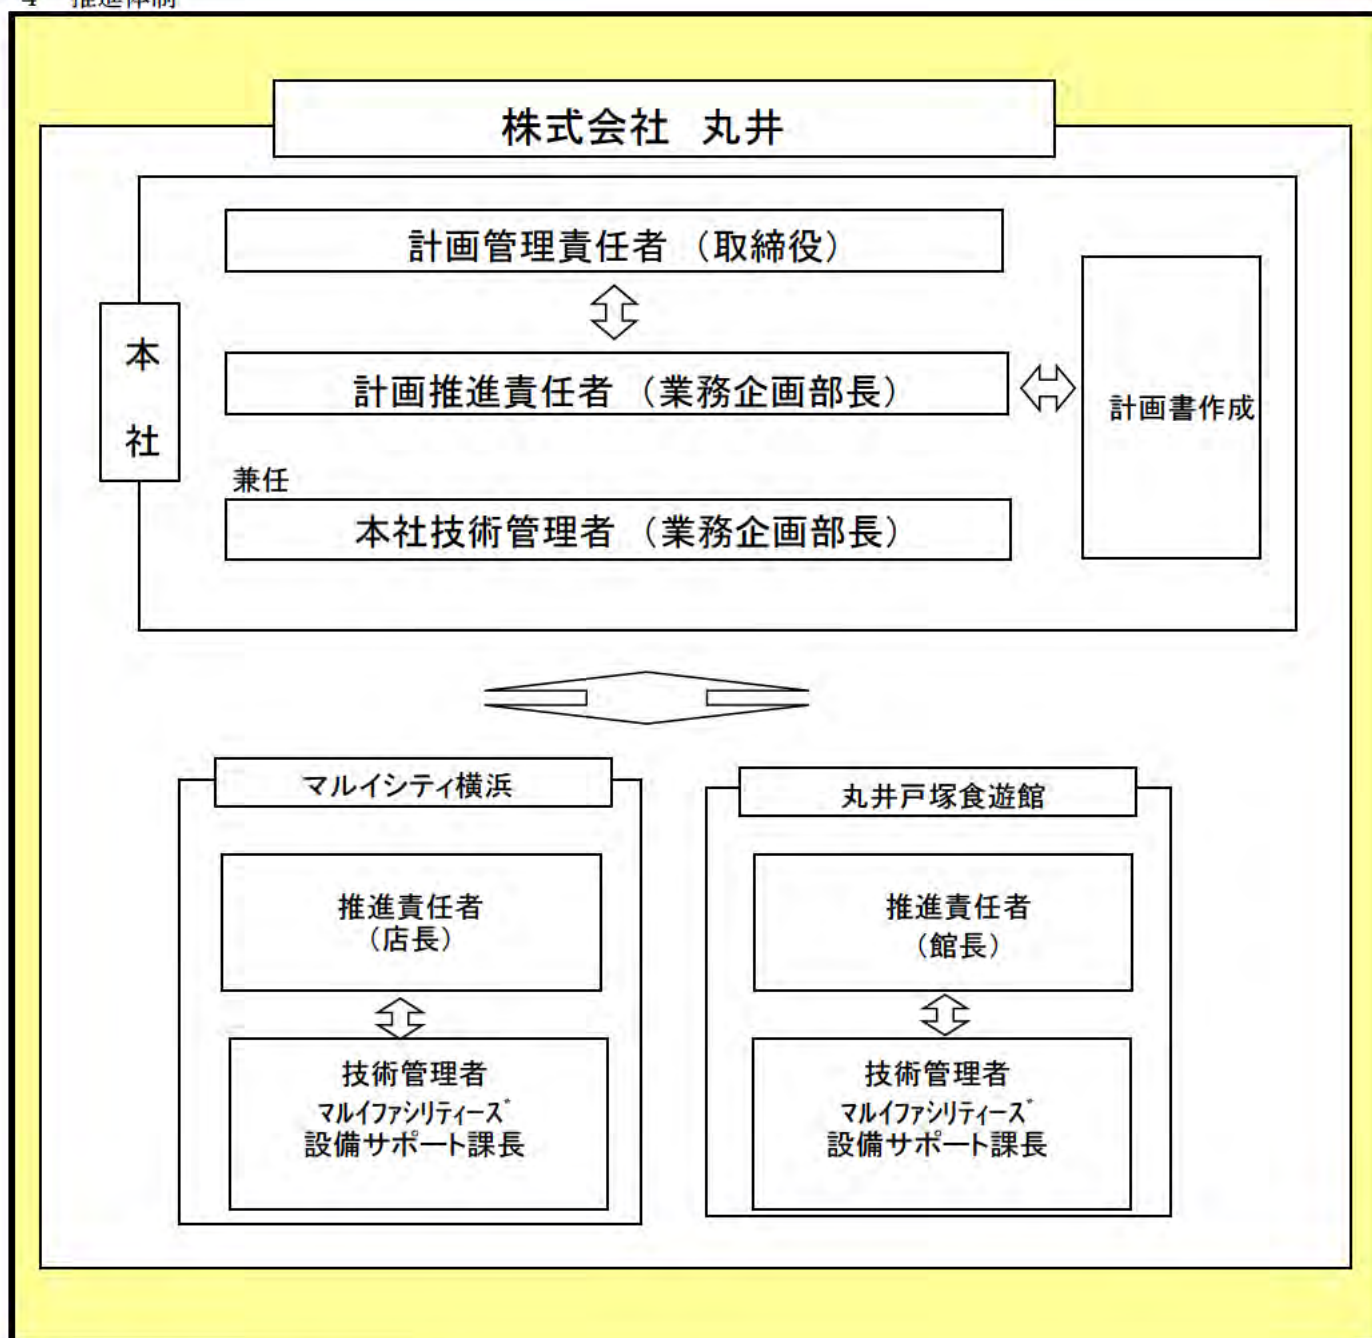 4 推進体制
株式会社 丸井
計画管理責任者 （取締役）
本
社
計画推進責任者 （業務企画部長）
計画書作成
兼任
本社技術管理者 （業務企画部長）
マルイシティ横浜
推進責任者
（店長）
技術管理者
ﾏﾙｲﾌｧｼﾘﾃｨｰｽﾞ
設備サポート課長
丸井戸塚食遊館
推進責任者
（館長）
技術管理者
ﾏﾙｲﾌｧｼﾘﾃｨｰｽﾞ
設備サポート課長